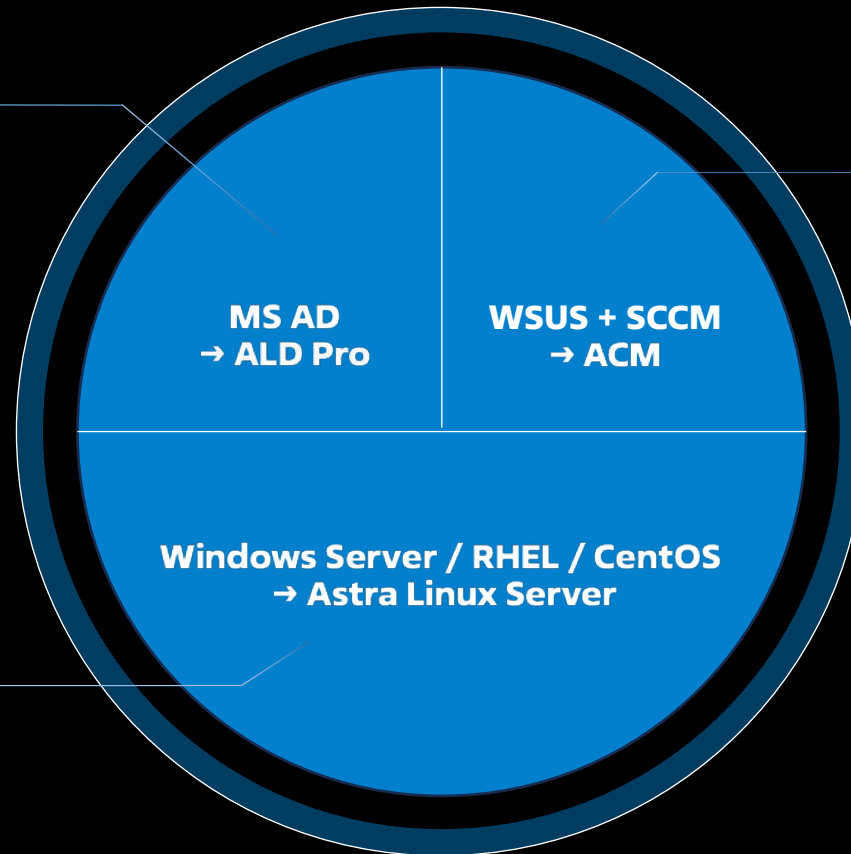 MS AD
→ ALD Pro
WSUS + SCCM
→ ACM
Windows Server / RHEL / CentOS
→ Astra Linux Server